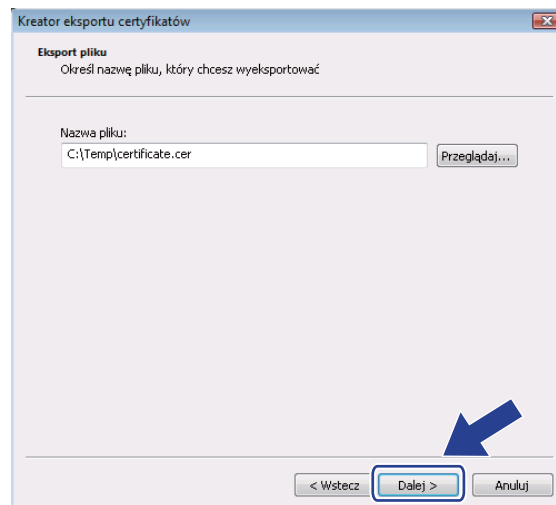 Kreator eksportu certyfikatów
Eksport pliku
Określ nazwę pliku, który chcesz wyeksportować
Nazwa pliku:
C:\Temp\certificate.cer
Przeglądaj...
< Wstecz
Dalej >
Anuluj